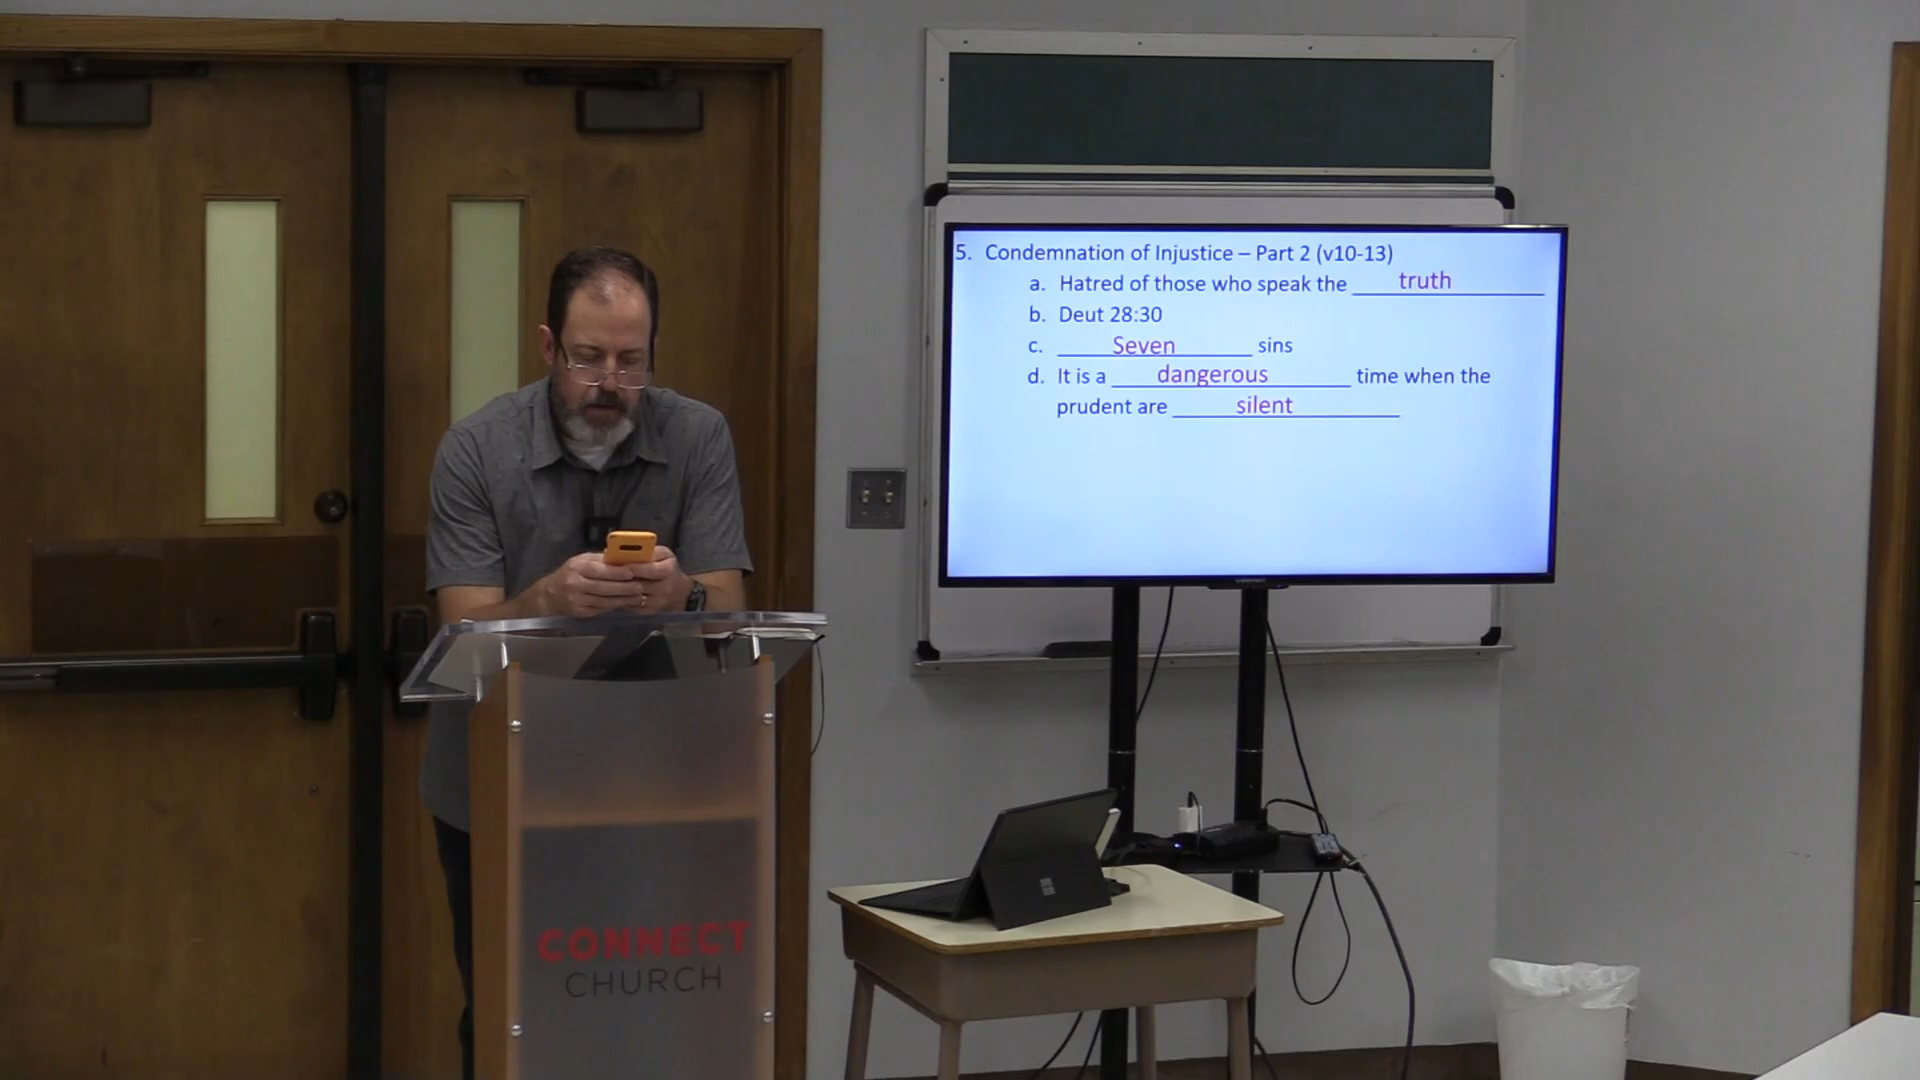 5. Condemnation of Injustice – Part 2 (v10-13)
a. Hatred of those who speak the truth
b. Deut 28:30
c. Seven sins
d. It is a dangerous time when the
prudent are silent
CONNECT
CHURCH